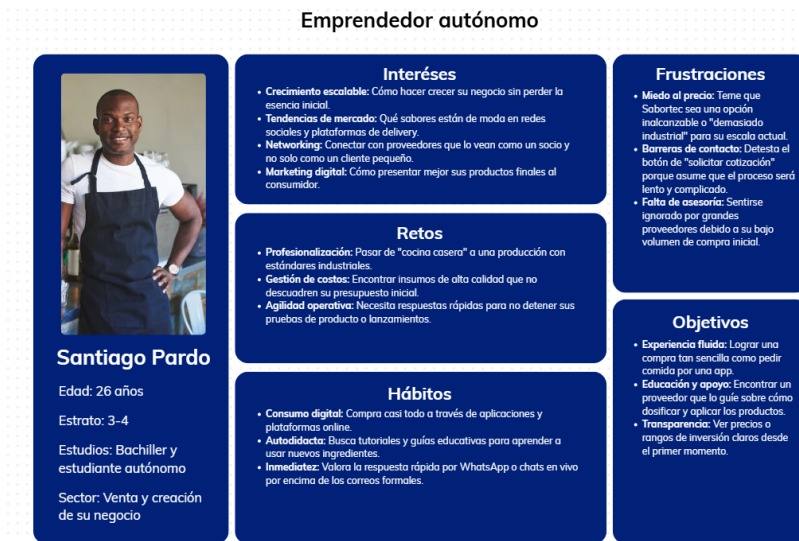 Emprendedor autónomo
Santiago Pardo
Edad: 26 años
Estrato: 3-4
Estudios: Bachiller y
estudiante autónomo
Sector: Venta y creación
de su negocio
Interéses
• Crecimiento escalable: Cómo hacer crecer su negocio sin perder la
esencia inicial.
• Tendencias de mercado: Qué sabores están de moda en redes
sociales y plataformas de delivery.
• Networking: Conectar con proveedores que lo vean como un socio y
no solo como un cliente pequeño.
• Marketing digital: Cómo presentar mejor sus productos finales al
consumidor.
Retos
• Profesionalización: Pasar de "cocina casera" a una producción con
estándares industriales.
• Gestión de costos: Encontrar insumos de alta calidad que no
descuadren su presupuesto inicial.
• Agilidad operativa: Necesita respuestas rápidas para no detener sus
pruebas de producto o lanzamientos.
Hábitos
• Consumo digital: Compra casi todo a través de aplicaciones y
plataformas online.
• Autodidacta: Busca tutoriales y guías educativas para aprender a
usar nuevos ingredientes.
• Inmediatez: Valora la respuesta rápida por WhatsApp o chats en vivo
por encima de los correos formales.
Frustraciones
• Miedo al precio: Teme que
Sabortec sea una opción
inalcanzable o "demasiado
industrial" para su escala actual.
• Barreras de contacto: Detesta el
botón de "solicitar cotización"
porque asume que el proceso será
lento y complicado.
• Falta de asesoría: Sentirse
ignorado por grandes
proveedores debido a su bajo
volumen de compra inicial.
Objetivos
• Experiencia fluida: Lograr una
compra tan sencilla como pedir
comida por una app.
• Educación y apoyo: Encontrar un
proveedor que lo guíe sobre cómo
dosificar y aplicar los productos.
• Transparencia: Ver precios o
rangos de inversión claros desde
el primer momento.